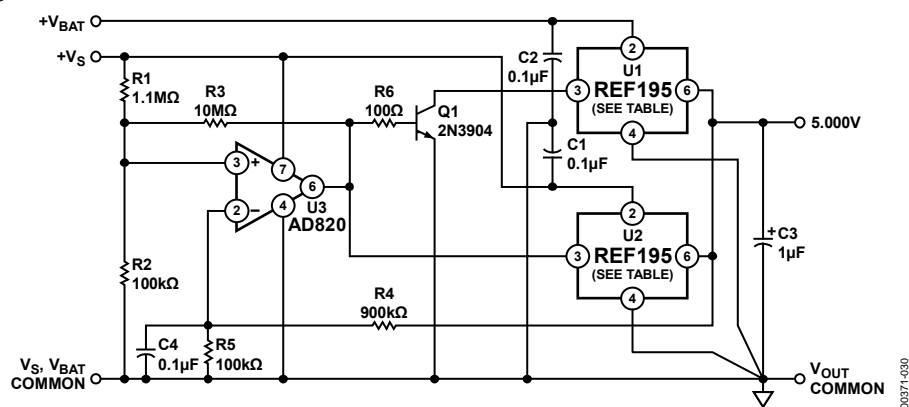 +VBAT
+VS
R1
1.1MΩ
R3
10MΩ
R6
100Ω
Q1
2N3904
C2
0.1µF
C1
0.1µF
2
U1
REF195
(SEE TABLE)
3
6
4
5.000V
3
+
2
−
7
4
6
U3
AD820
2
U2
REF195
(SEE TABLE)
3
6
4
+
C3
1µF
R2
100kΩ
R4
900kΩ
C4
0.1µF
R5
100kΩ
VS, VBAT
COMMON
VOUT
COMMON
00371-030